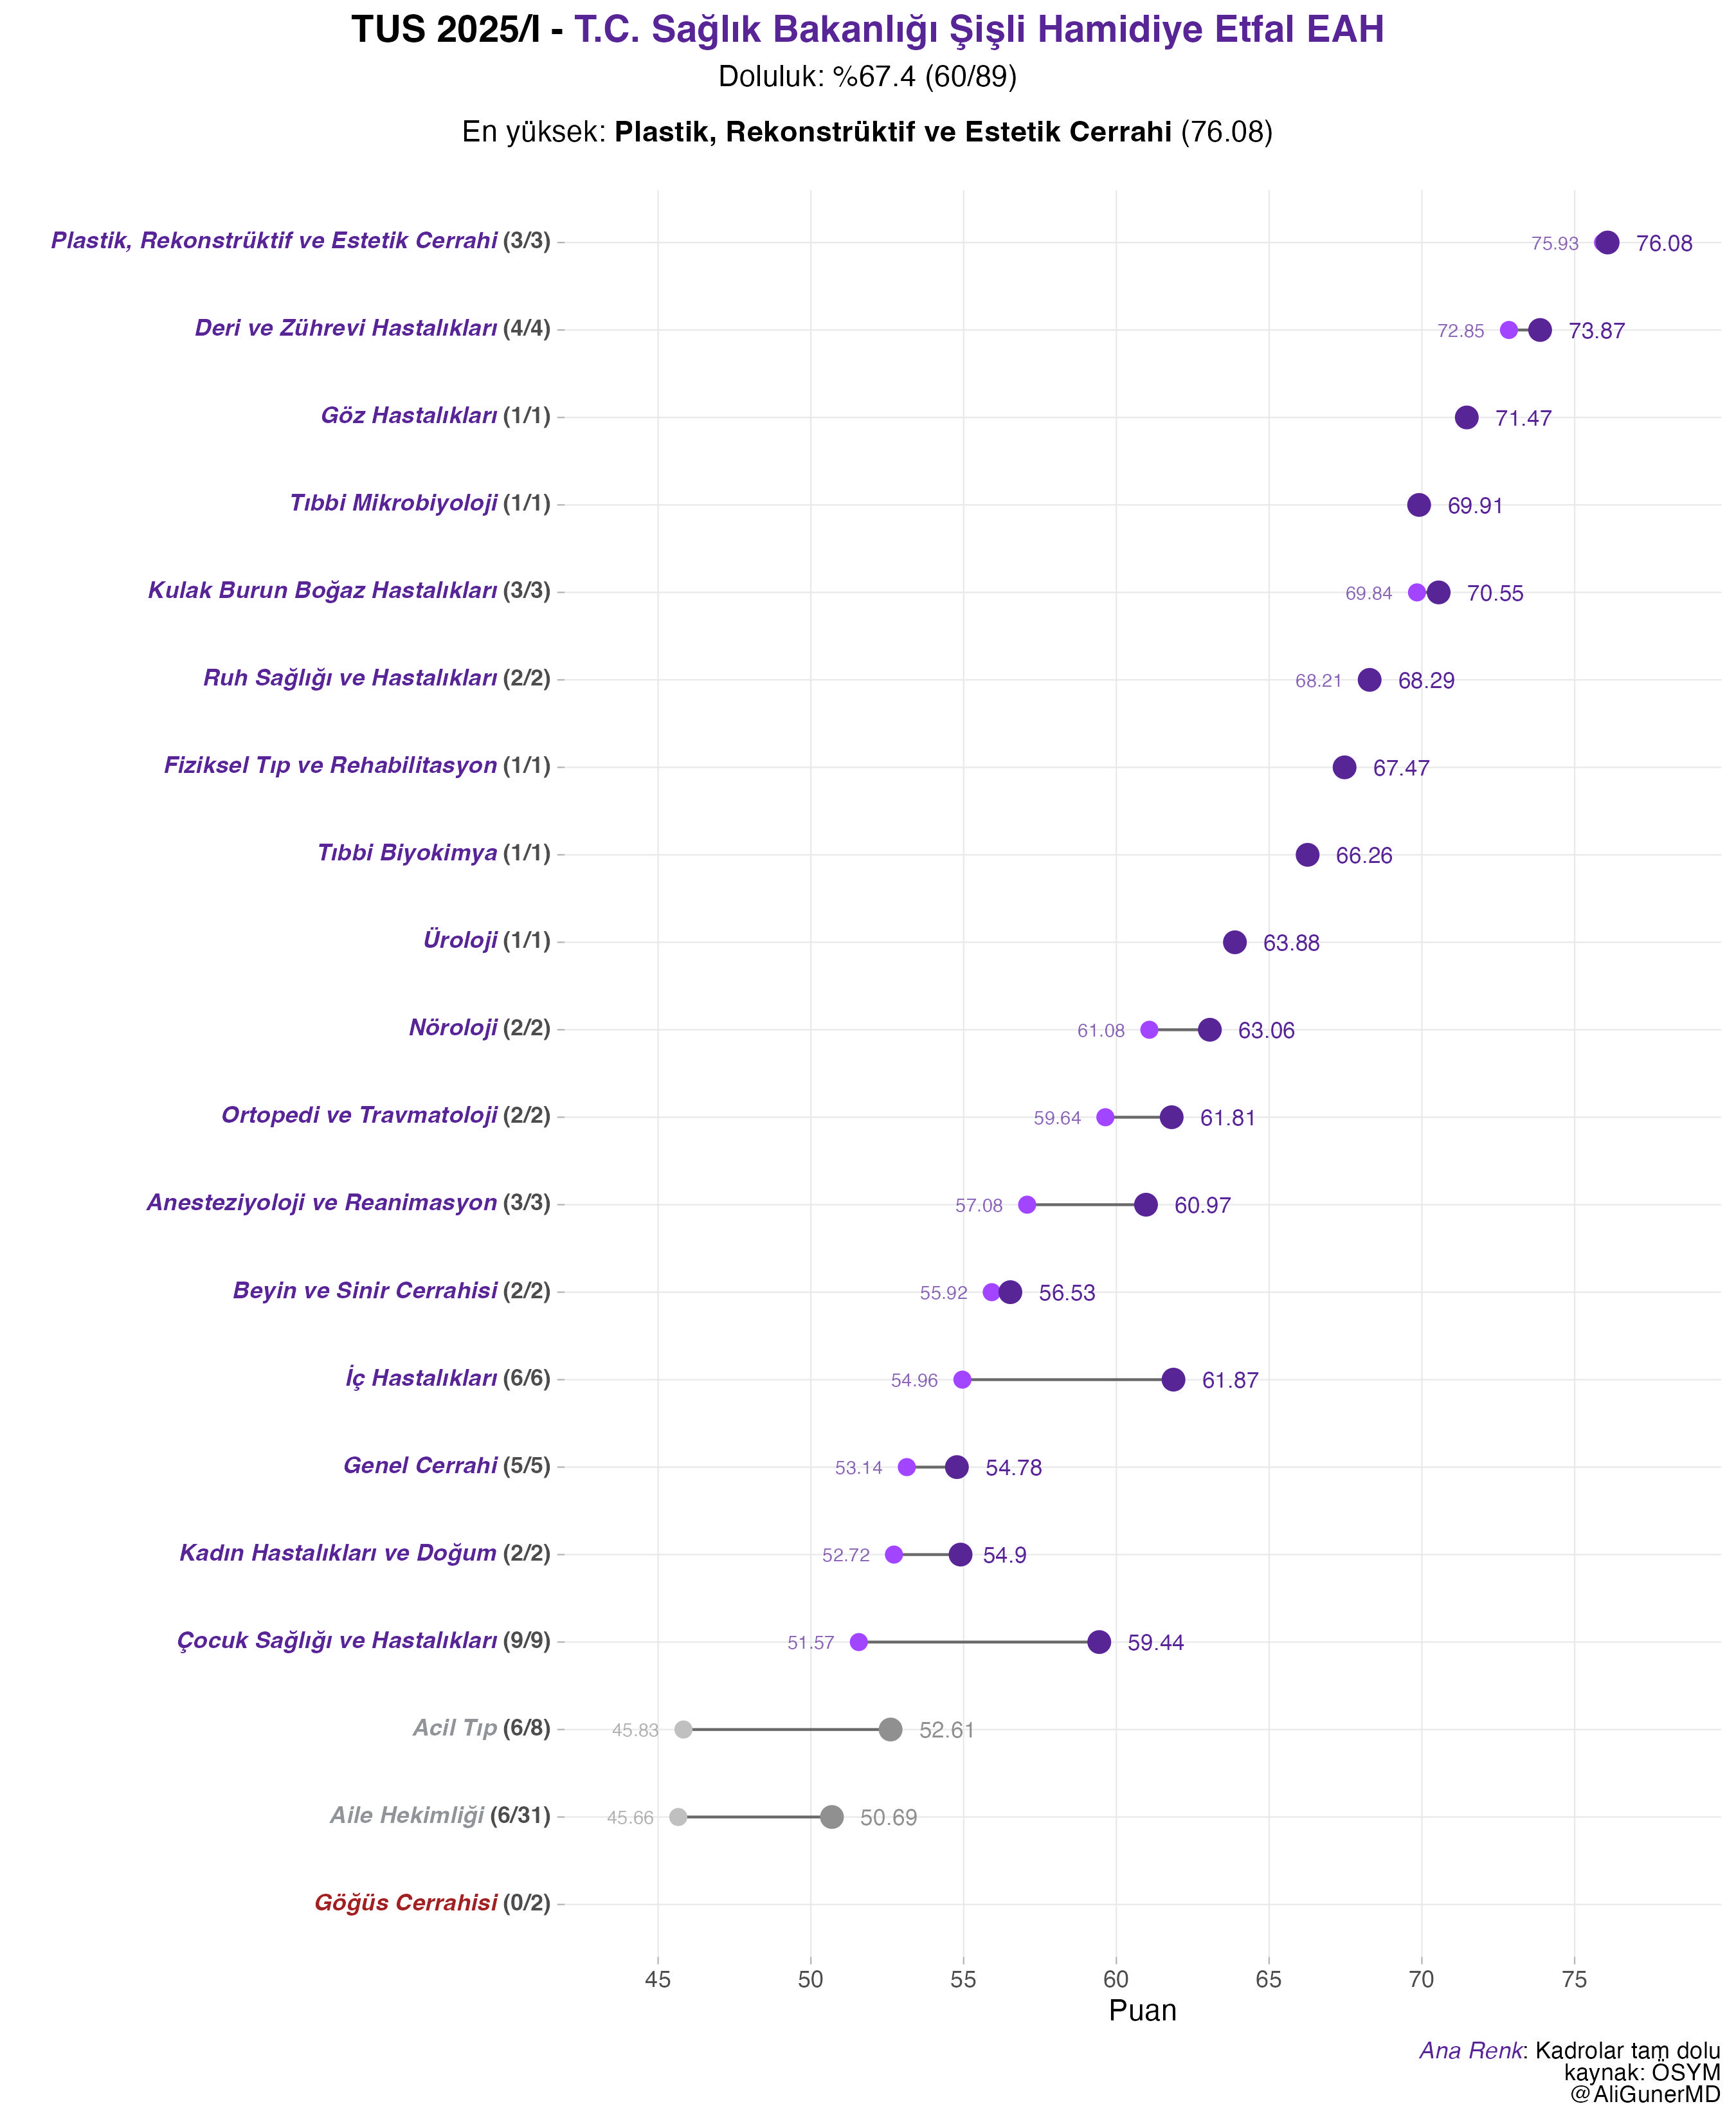 TUS 2025/I - T.C. Sağlık Bakanlığı Şişli Hamidiye Etfal EAH
Doluluk: %67.4 (60/89)
En yüksek: Plastik, Rekonstrüktif ve Estetik Cerrahi (76.08)
Plastik, Rekonstrüktif ve Estetik Cerrahi (3/3) 75.93 76.08
Deri ve Zührevi Hastalıkları (4/4) 72.85 73.87
Göz Hastalıkları (1/1) 71.47
Tıbbi Mikrobiyoloji (1/1) 69.91
Kulak Burun Boğaz Hastalıkları (3/3) 69.84 70.55
Ruh Sağlığı ve Hastalıkları (2/2) 68.21 68.29
Fiziksel Tıp ve Rehabilitasyon (1/1) 67.47
Tıbbi Biyokimya (1/1) 66.26
Üroloji (1/1) 63.88
Nöroloji (2/2) 61.08 63.06
Ortopedi ve Travmatoloji (2/2) 59.64 61.81
Anesteziyoloji ve Reanimasyon (3/3) 57.08 60.97
Beyin ve Sinir Cerrahisi (2/2) 55.92 56.53
İç Hastalıkları (6/6) 54.96 61.87
Genel Cerrahi (5/5) 53.14 54.78
Kadın Hastalıkları ve Doğum (2/2) 52.72 54.9
Çocuk Sağlığı ve Hastalıkları (9/9) 51.57 59.44
Acil Tıp (6/8) 45.83 52.61
Aile Hekimliği (6/31) 45.66 50.69
Göğüs Cerrahisi (0/2)
45 50 55 60 65 70 75
Puan
Ana Renk: Kadrolar tam dolu
kaynak: ÖSYM
@AliGunerMD